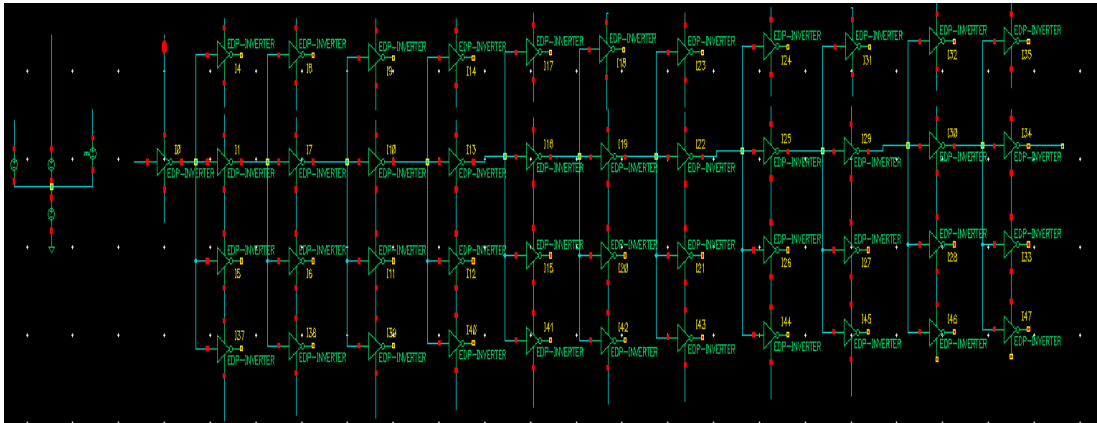 EDP-INVERTER
I4
EDP-INVERTER
I8
EDP-INVERTER
I9
EDP-INVERTER
I14
EDP-INVERTER
I17
EDP-INVERTER
I18
EDP-INVERTER
I23
EDP-INVERTER
I24
EDP-INVERTER
I31
EDP-INVERTER
I32
EDP-INVERTER
I35
I0
EDP-INVERTER
I1
EDP-INVERTER
I7
EDP-INVERTER
I10
EDP-INVERTER
I13
EDP-INVERTER
I16
EDP-INVERTER
I19
EDP-INVERTER
I22
EDP-INVERTER
I25
EDP-INVERTER
I29
EDP-INVERTER
I30
EDP-INVERTER
I34
EDP-INVERTER
EDP-INVERTER
I5
EDP-INVERTER
I6
EDP-INVERTER
I11
EDP-INVERTER
I12
EDP-INVERTER
I15
EDP-INVERTER
I20
EDP-INVERTER
I21
EDP-INVERTER
I26
EDP-INVERTER
I27
EDP-INVERTER
I28
EDP-INVERTER
I33
I37
EDP-INVERTER
I38
EDP-INVERTER
I39
EDP-INVERTER
I40
EDP-INVERTER
I41
EDP-INVERTER
I42
EDP-INVERTER
I43
EDP-INVERTER
I44
EDP-INVERTER
I45
EDP-INVERTER
I46
EDP-INVERTER
I47
EDP-INVERTER